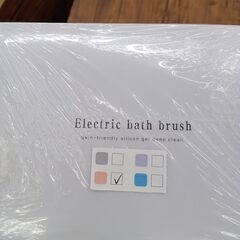 Electric bath brush
Skin-friendly silicon gel deep clean